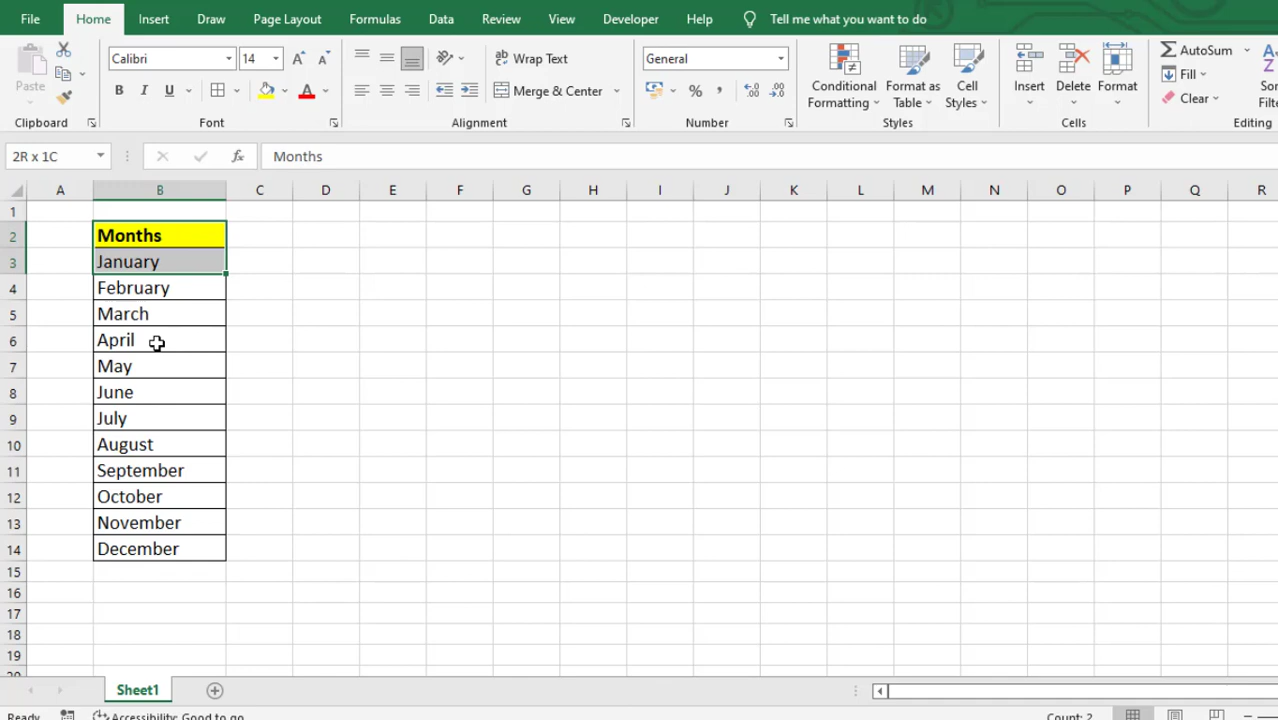 File Home Insert Draw Page Layout Formulas Data Review View Developer Help Tell me what you want to do
Calibri 14 Wrap Text General AutoSum
Paste Conditional Format as Cell Insert Delete Format Fill
B I U A Merge & Center % , Formatting Table Styles Clear
Clipboard Font Alignment Number Styles Cells Editing
2R x 1C fx Months
A B C D E F G H I J K L M N O P Q R
1
2 Months
3 January
4 February
5 March
6 April
7 May
8 June
9 July
10 August
11 September
12 October
13 November
14 December
15
16
17
18
19
Sheet1
Ready Accessibility: Good to go Count: 2